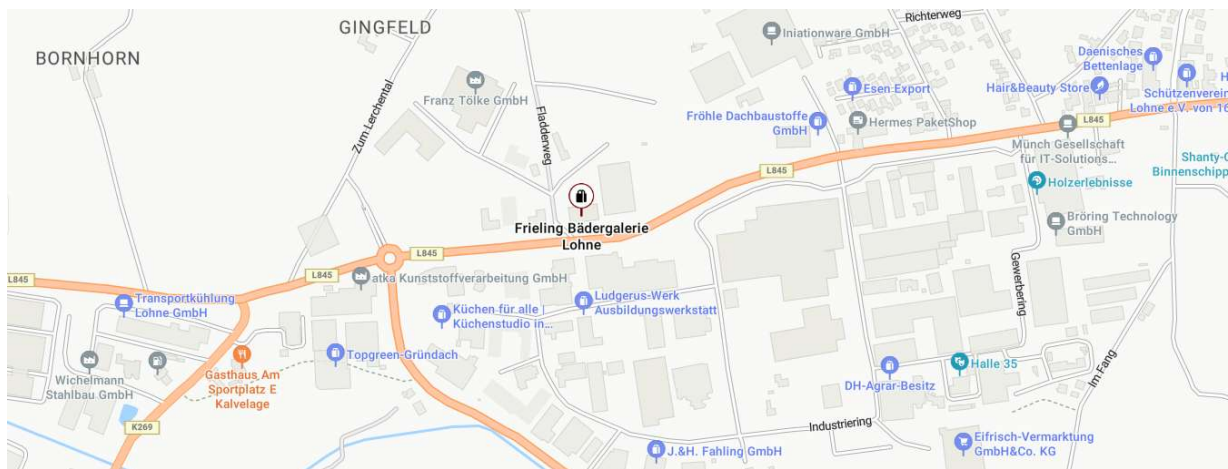 GINGFELD
BORNHORN
Richterweg
Iniationware GmbH
Daenisches
Bettenlage
Esen Export
Hair&Beauty Store
Schützenverein
Lohne e.V. von 16
H
Franz Tölke GmbH
Zum Lerchental
Fladderweg
Fröhle Dachbaustoffe
GmbH
Hermes PaketShop
L845
Münch Gesellschaft
für IT-Solutions...
Shanty-C
Binnenschipp
L845
Holzerlebnisse
Frieling Bädergalerie
Lohne
Bröring Technology
GmbH
L845
L845
L845
atka Kunststoffverarbeitung GmbH
Gewerbering
Transportkühlung
Lohne GmbH
Ludgerus-Werk
Ausbildungswerkstatt
Küchen für alle |
Küchenstudio in...
Topgreen-Gründach
Gasthaus Am
Sportplatz E
Kalvelage
Wichelmann
Stahlbau GmbH
Halle 35
DH-Agrar-Besitz
Im Fang
K269
Industriering
J.&H. Fahling GmbH
Eifrisch-Vermarktung
GmbH&Co. KG